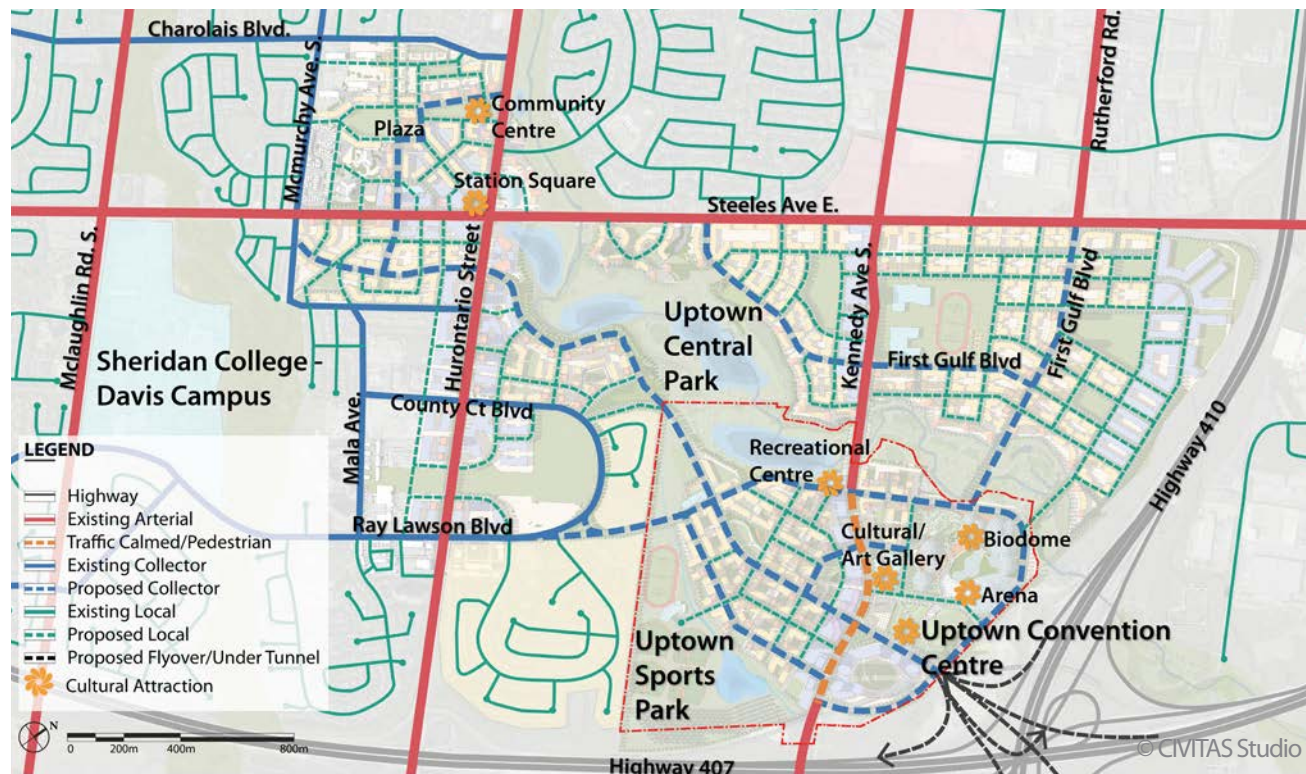 Charolais Blvd.
Mcmurchy Ave. S.
Rutherford Rd.
Community
Centre
Plaza
Station Square
Steeles Ave E.
Mclaughlin Rd. S.
Hurontario Street
Kennedy Ave S.
First Gulf Blvd
Uptown
Central
Park
First Gulf Blvd
Sheridan College -
Davis Campus
Mala Ave.
County Ct Blvd
Highway 410
Recreational
Centre
Ray Lawson Blvd
Cultural/
Art Gallery
Biodome
Arena
Uptown Convention
Centre
Uptown
Sports
Park
LEGEND
Highway
Existing Arterial
Traffic Calmed/Pedestrian
Existing Collector
Proposed Collector
Existing Local
Proposed Local
Proposed Flyover/Under Tunnel
Cultural Attraction
N
0 200m 400m 800m
Highway 407
© CIVITAS Studio